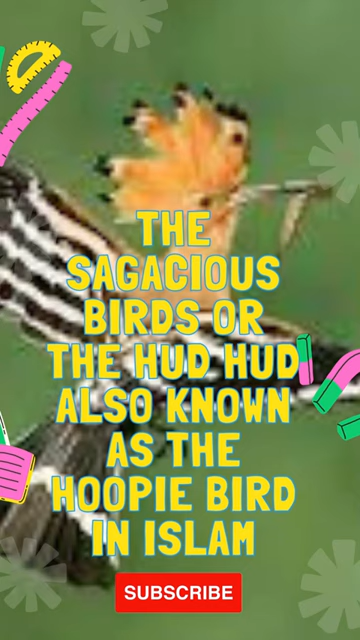 THE
SAGACIOUS
BIRDS OR
THE HUD HUD
ALSO KNOWN
AS THE
HOOPIE BIRD
IN ISLAM
SUBSCRIBE